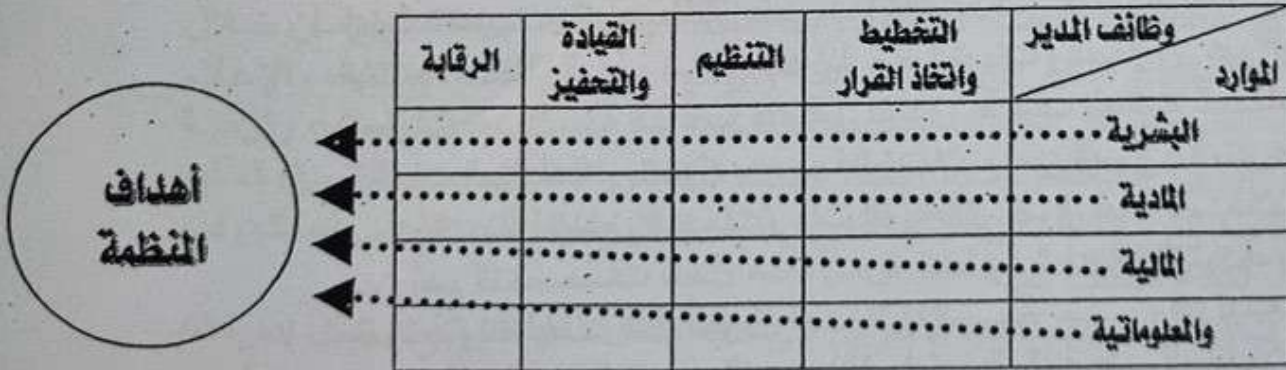 وظائف المدير
الموارد
التخطيط
واتخاذ القرار
التنظيم
القيادة
والتحفيز
الرقابة
البشرية
المادية
المالية
والمعلوماتية
أهداف
المنظمة